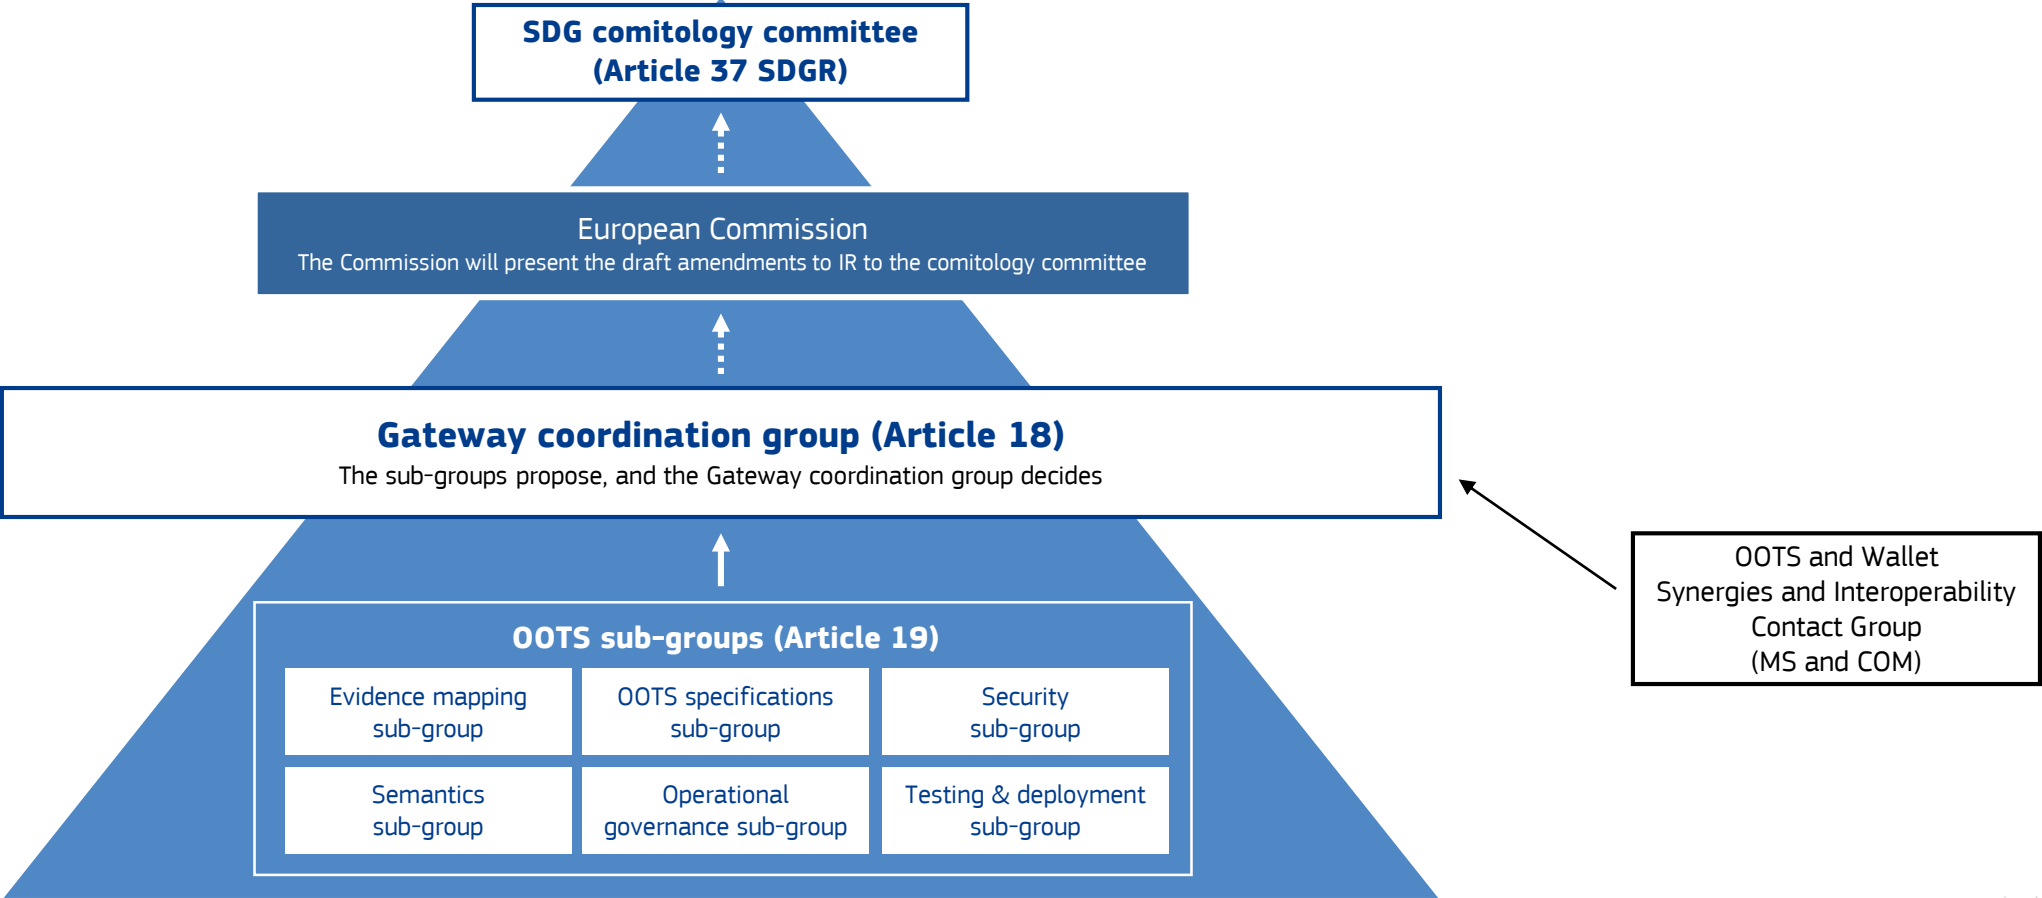 SDG comitology committee
(Article 37 SDGR)
European Commission
The Commission will present the draft amendments to IR to the comitology committee
Gateway coordination group (Article 18)
The sub-groups propose, and the Gateway coordination group decides
OOTS and Wallet
Synergies and Interoperability
Contact Group
(MS and COM)
OOTS sub-groups (Article 19)
Evidence mapping
sub-group
OOTS specifications
sub-group
Security
sub-group
Semantics
sub-group
Operational
governance sub-group
Testing & deployment
sub-group